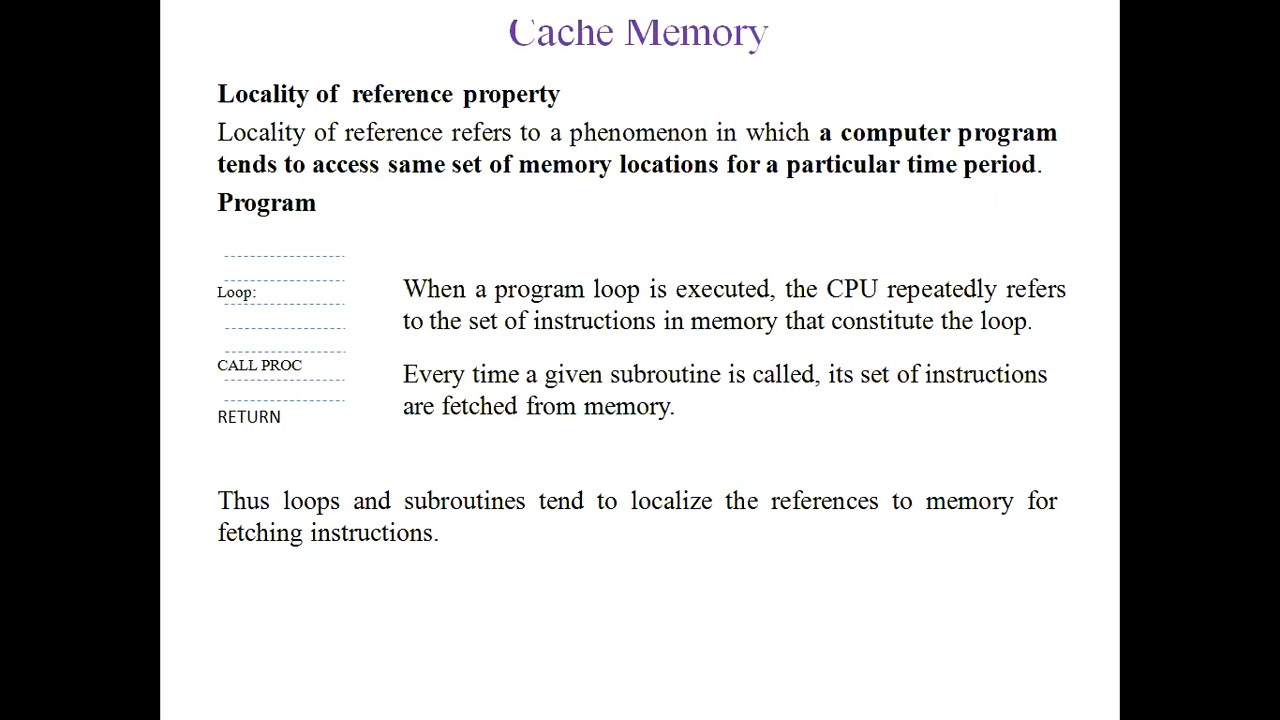 Cache Memory
Locality of reference property
Locality of reference refers to a phenomenon in which a computer program
tends to access same set of memory locations for a particular time period.
Program
Loop:
When a program loop is executed, the CPU repeatedly refers
to the set of instructions in memory that constitute the loop.
CALL PROC
Every time a given subroutine is called, its set of instructions
are fetched from memory.
RETURN
Thus loops and subroutines tend to localize the references to memory for
fetching instructions.